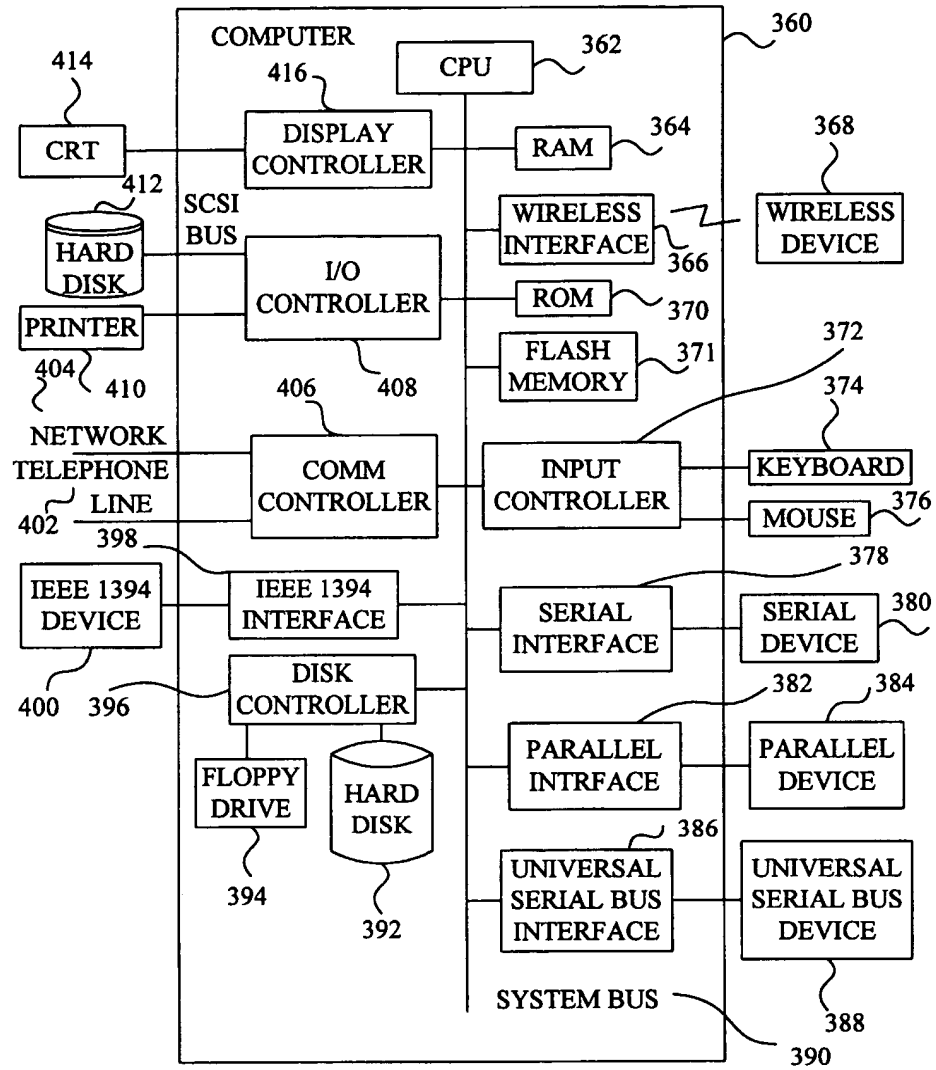 COMPUTER
360
362
CPU
414
416
CRT
DISPLAY
CONTROLLER
RAM
364
368
412
SCSI
BUS
HARD
DISK
WIRELESS
INTERFACE
366
WIRELESS
DEVICE
I/O
CONTROLLER
ROM
370
PRINTER
404
410
408
FLASH
MEMORY
371
372
406
374
NETWORK
TELEPHONE
LINE
402
COMM
CONTROLLER
INPUT
CONTROLLER
KEYBOARD
MOUSE
376
398
378
IEEE 1394
DEVICE
IEEE 1394
INTERFACE
SERIAL
INTERFACE
SERIAL
DEVICE
380
400
396
DISK
CONTROLLER
382
384
FLOPPY
DRIVE
HARD
DISK
PARALLEL
INTRFACE
PARALLEL
DEVICE
394
392
386
UNIVERSAL
SERIAL BUS
INTERFACE
UNIVERSAL
SERIAL BUS
DEVICE
SYSTEM BUS
388
390